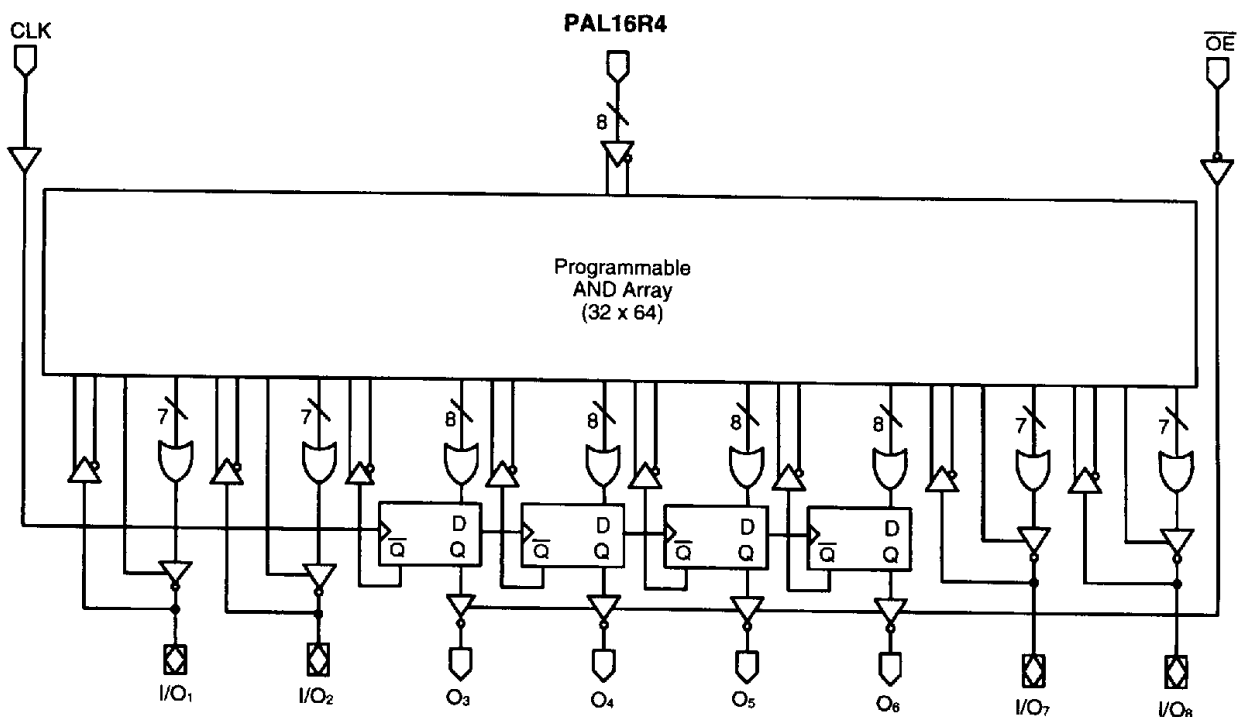 PAL16R4
CLK
OE
8
Programmable
AND Array
(32 x 64)
7
7
8
8
8
8
7
7
D
Q
Q
D
Q
Q
D
Q
Q
D
Q
Q
I/O1
I/O2
O3
O4
O5
O6
I/O7
I/O8